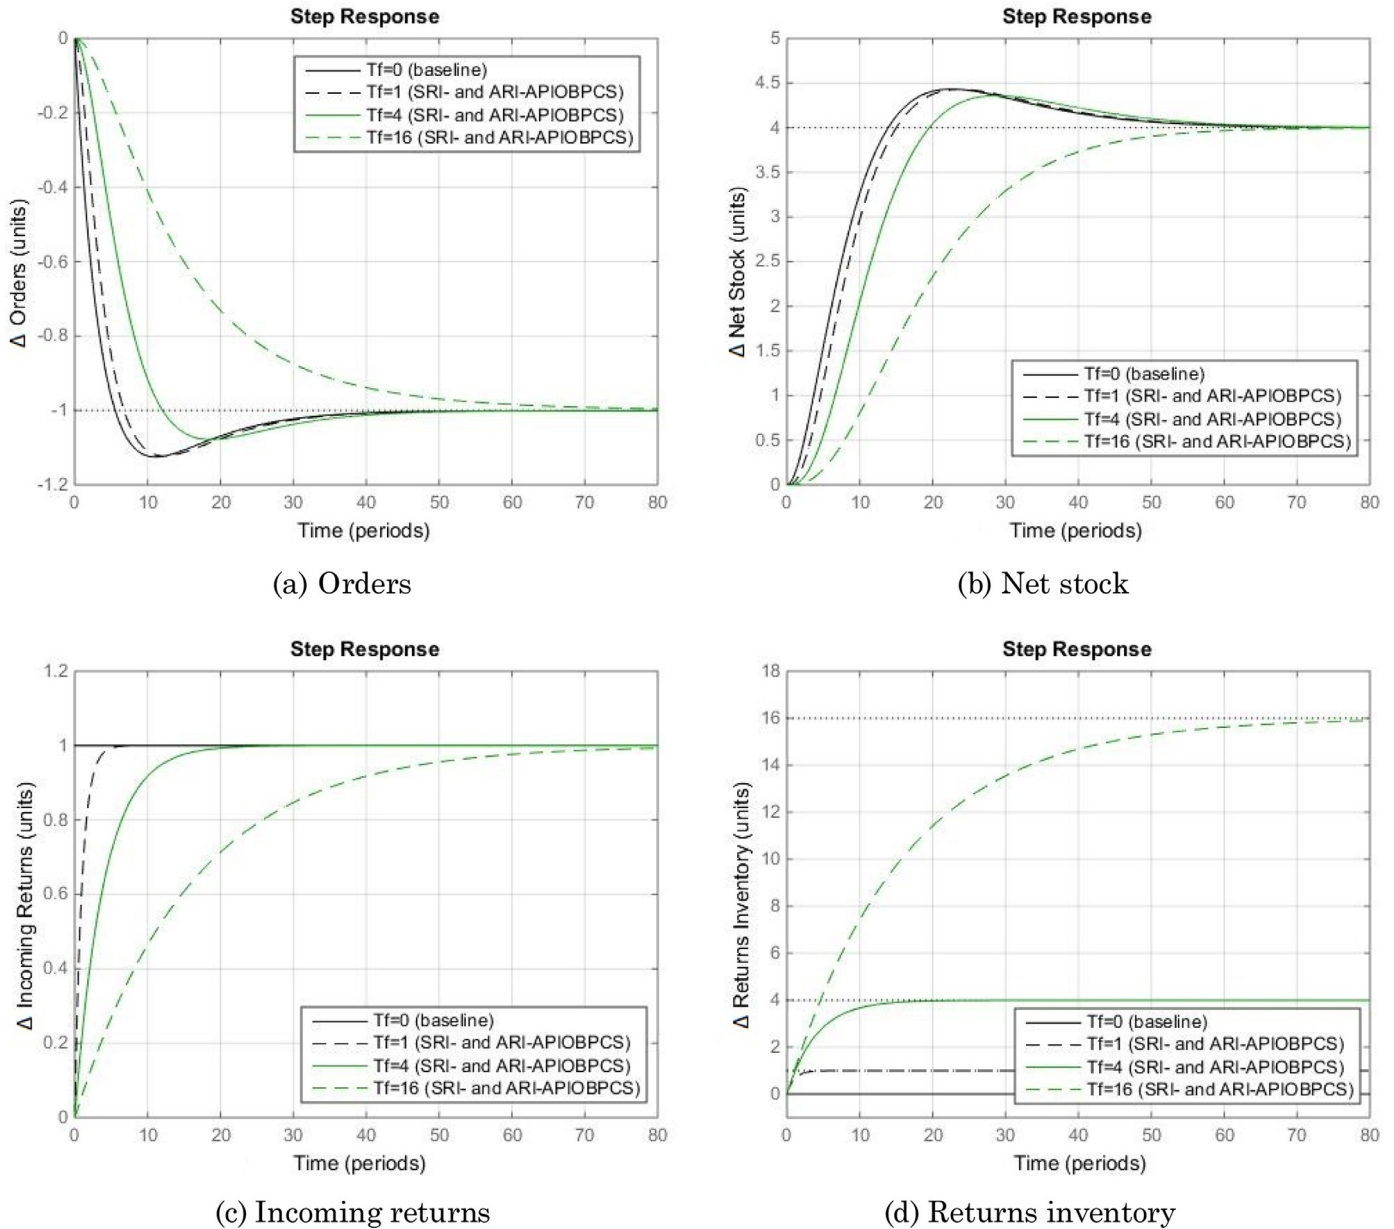 Step Response
0
-0.2
-0.4
-0.6
-0.8
-1
-1.2
Δ Orders (units)
Tf=0 (baseline)
Tf=1 (SRI- and ARI-APIOBPCS)
Tf=4 (SRI- and ARI-APIOBPCS)
Tf=16 (SRI- and ARI-APIOBPCS)
0 10 20 30 40 50 60 70 80
Time (periods)
(a) Orders
Step Response
5
4.5
4
3.5
3
2.5
2
1.5
1
0.5
0
Δ Net Stock (units)
Tf=0 (baseline)
Tf=1 (SRI- and ARI-APIOBPCS)
Tf=4 (SRI- and ARI-APIOBPCS)
Tf=16 (SRI- and ARI-APIOBPCS)
0 10 20 30 40 50 60 70 80
Time (periods)
(b) Net stock
Step Response
1.2
1
0.8
0.6
0.4
0.2
0
Δ Incoming Returns (units)
Tf=0 (baseline)
Tf=1 (SRI- and ARI-APIOBPCS)
Tf=4 (SRI- and ARI-APIOBPCS)
Tf=16 (SRI- and ARI-APIOBPCS)
0 10 20 30 40 50 60 70 80
Time (periods)
(c) Incoming returns
Step Response
18
16
14
12
10
8
6
4
2
0
Δ Returns Inventory (units)
Tf=0 (baseline)
Tf=1 (SRI- and ARI-APIOBPCS)
Tf=4 (SRI- and ARI-APIOBPCS)
Tf=16 (SRI- and ARI-APIOBPCS)
0 10 20 30 40 50 60 70 80
Time (periods)
(d) Returns inventory